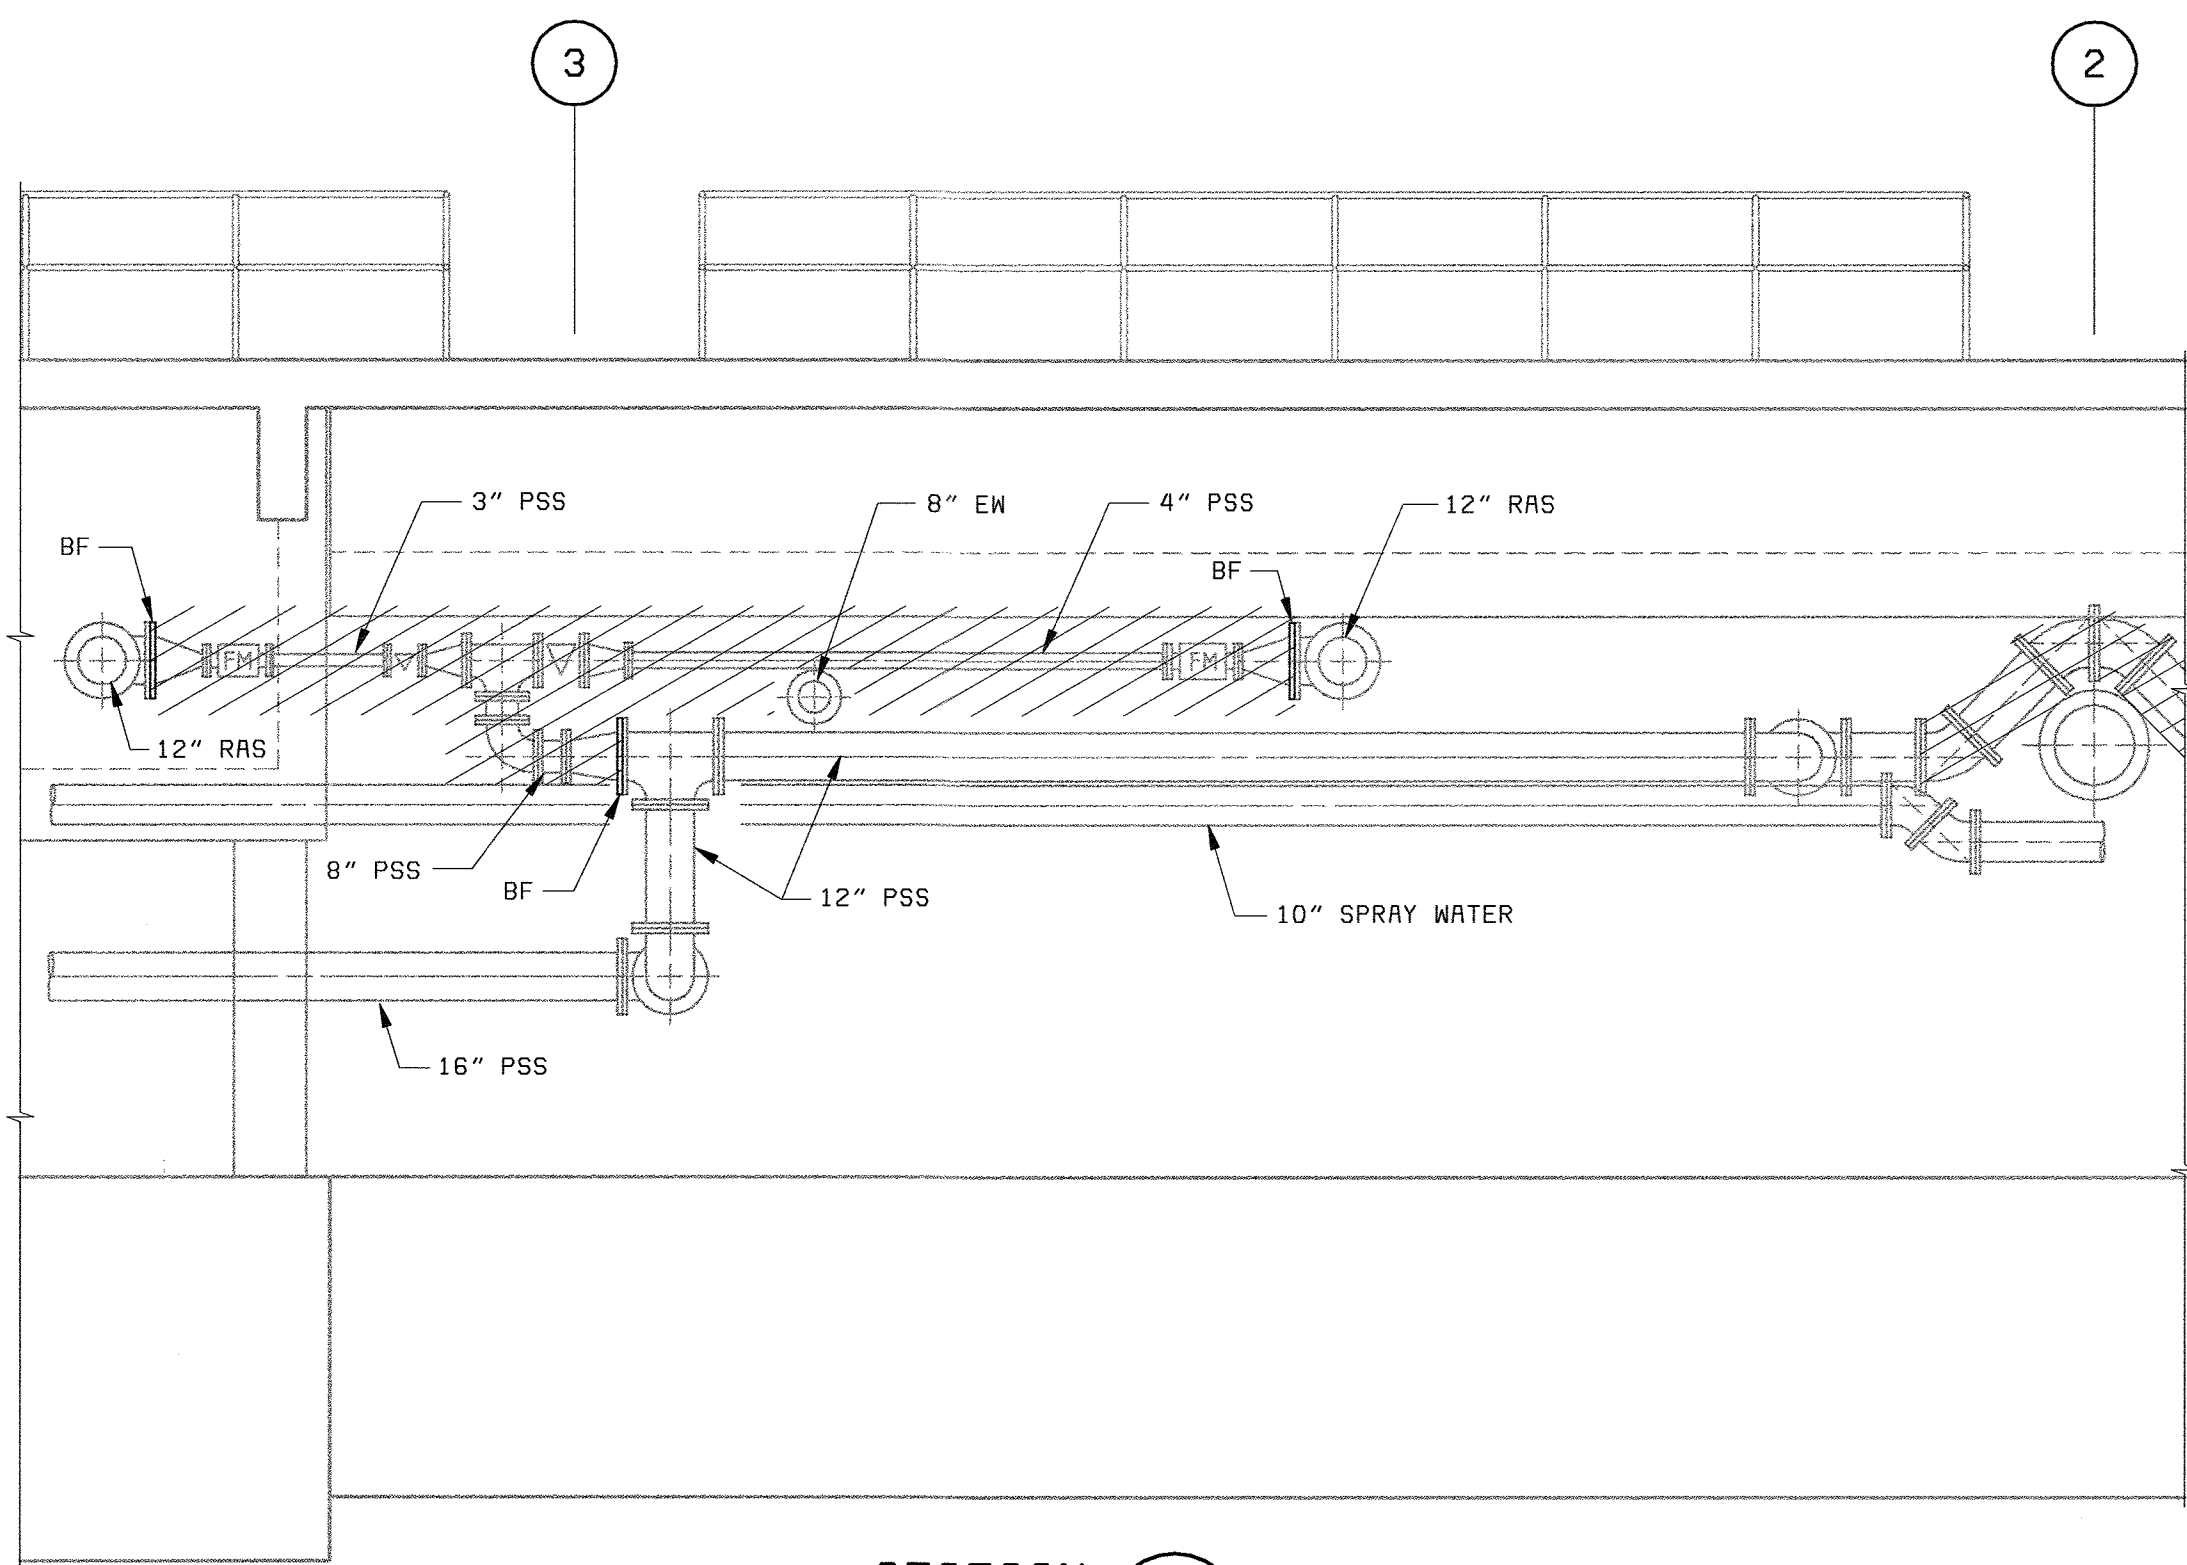 3
2
3" PSS
8" EW
4" PSS
12" RAS
BF
BF
FM
FM
12" RAS
8" PSS
BF
12" PSS
10" SPRAY WATER
16" PSS